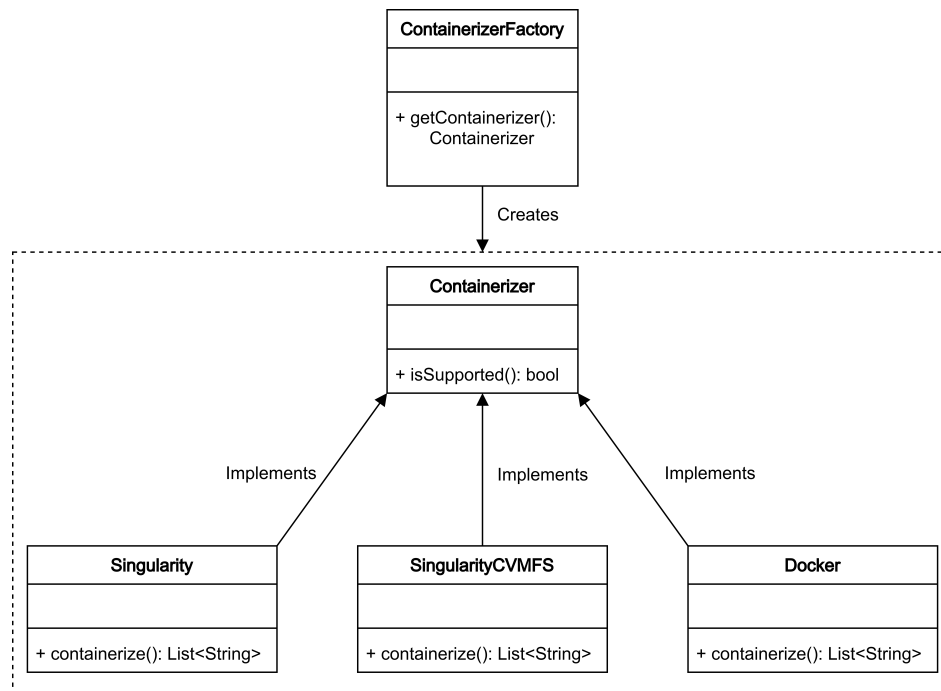 ContainerizerFactory
+ getContainerizer():
Containerizer
Creates
Containerizer
+ isSupported(): bool
Implements
Implements
Implements
Singularity
SingularityCVMFS
Docker
+ containerize(): List<String>
+ containerize(): List<String>
+ containerize(): List<String>